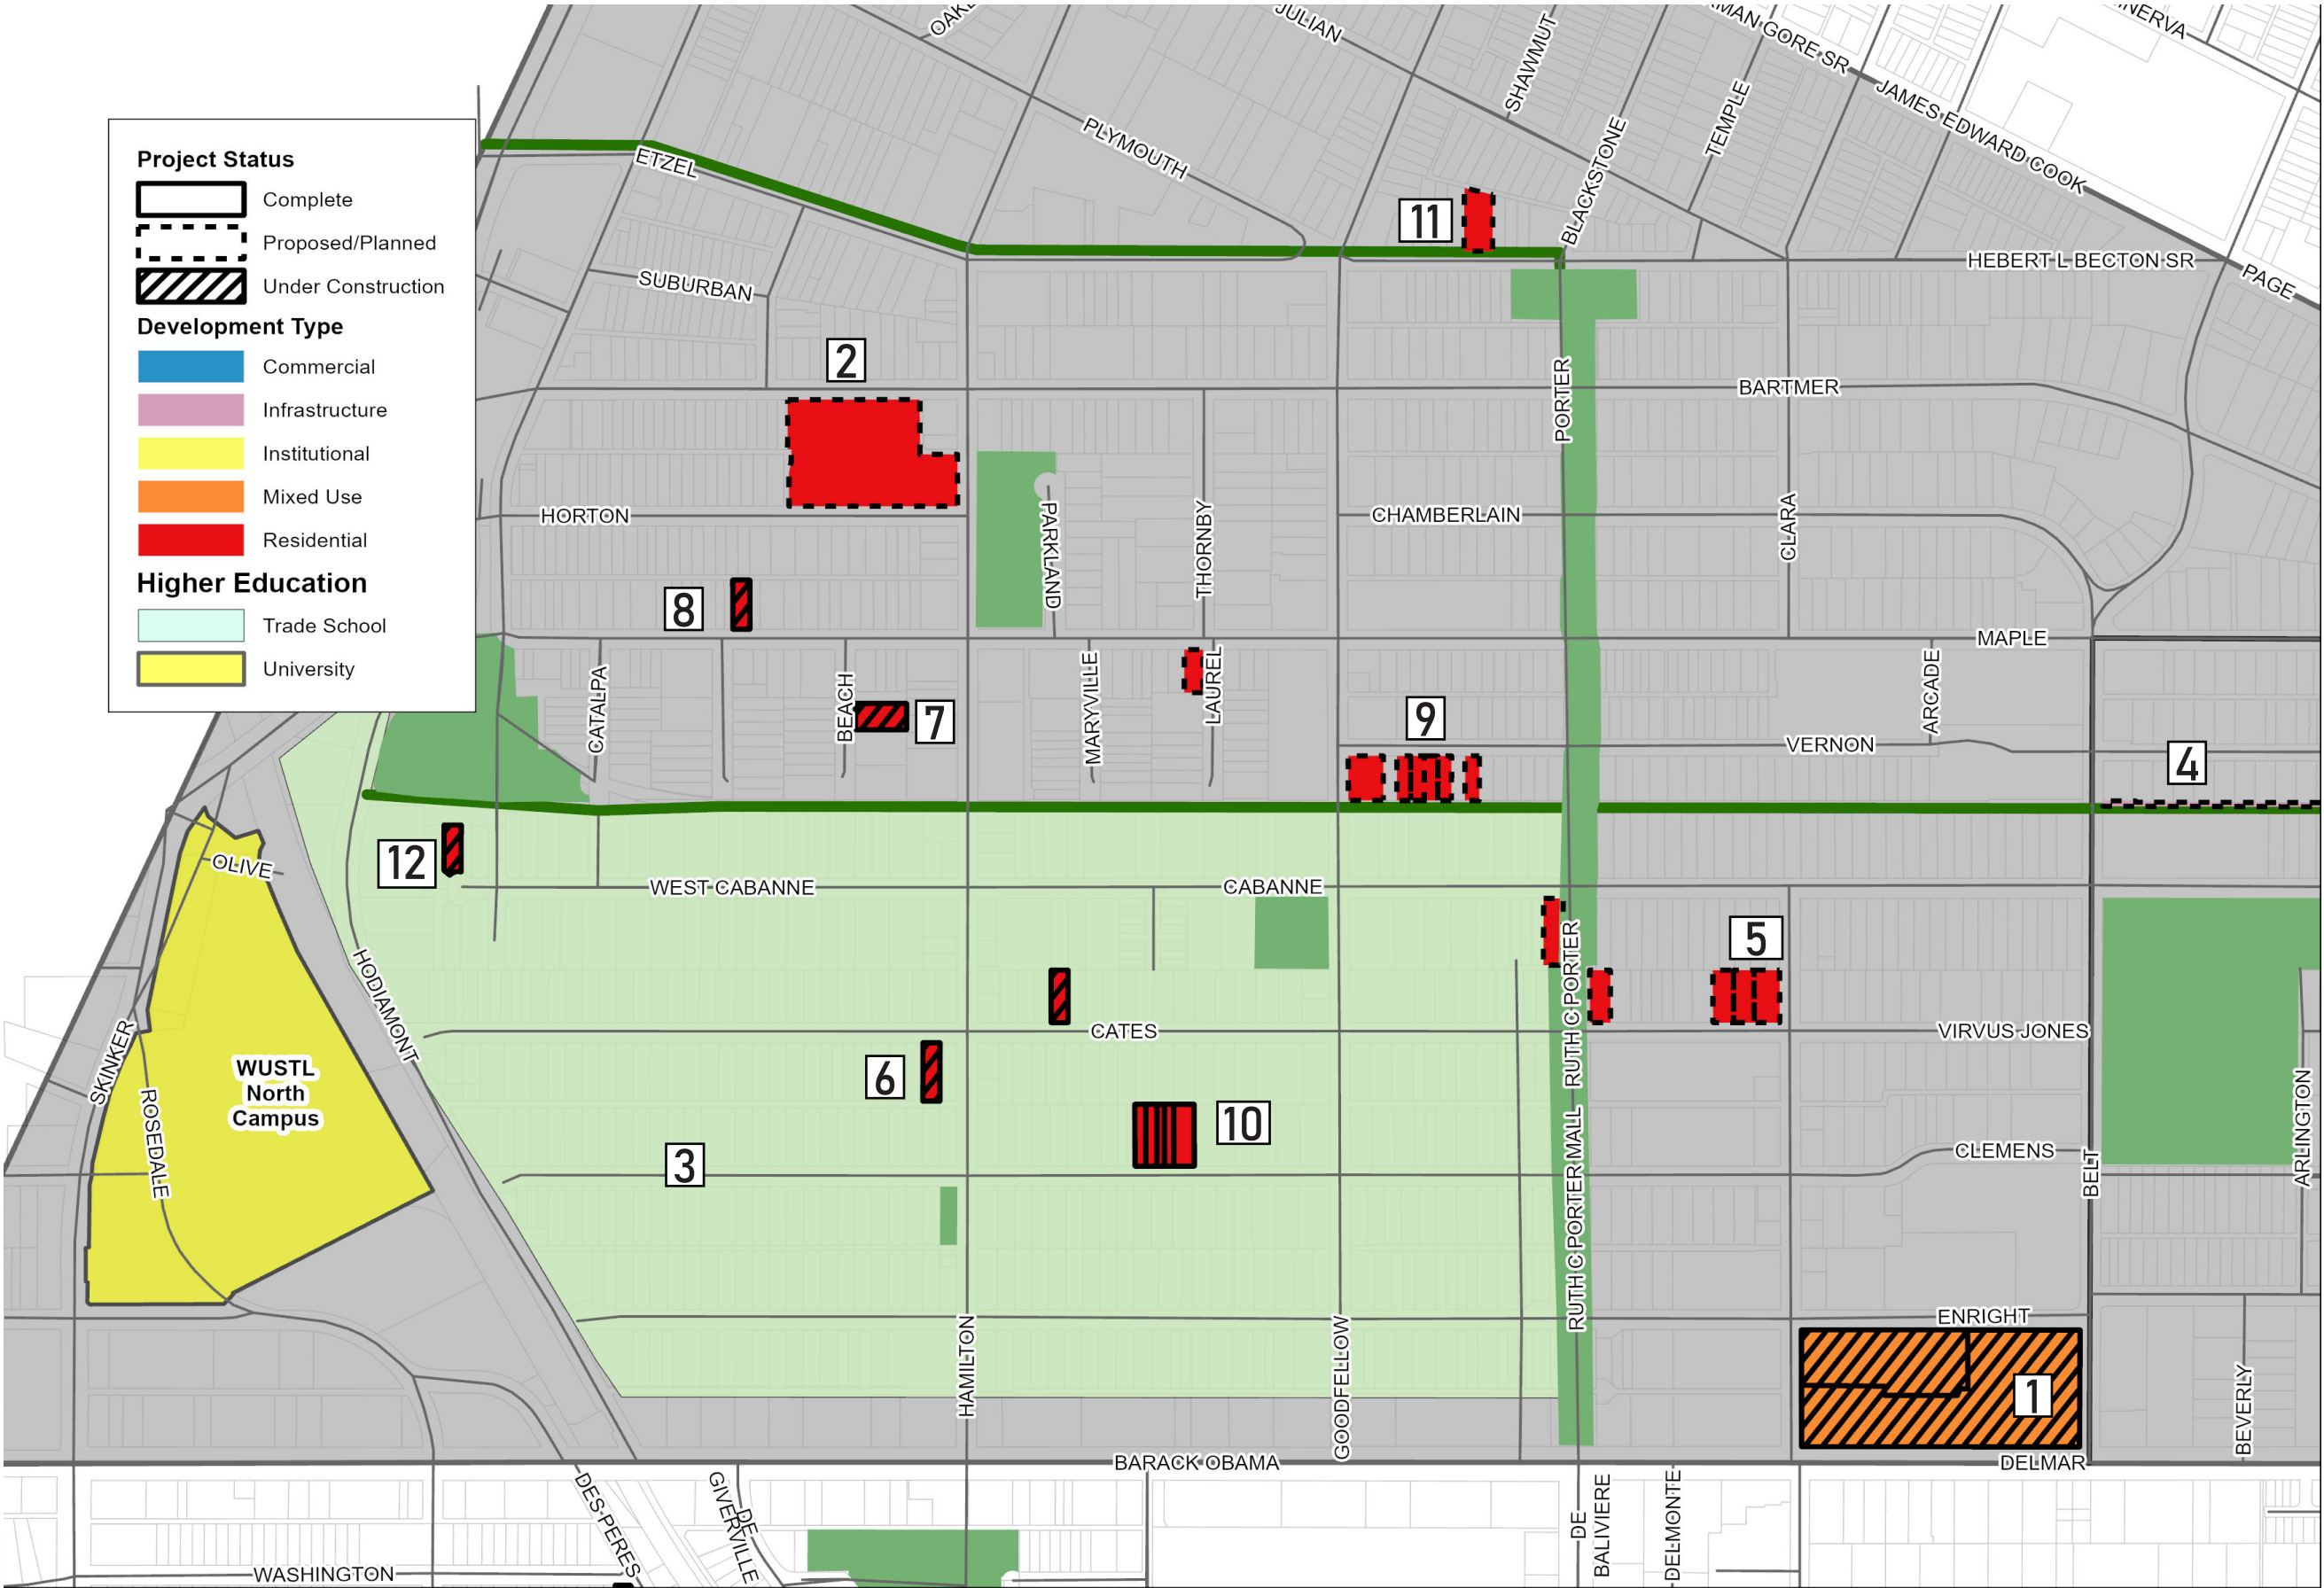 OAK
JULIAN
SHAWMUT
MAN GORE SR
INERVA
JAMES EDWARD COOK
TEMPLE
PLYMOUTH
BLACKSTONE
ETZEL
11
HEBERT L BECTON SR
PAGE
SUBURBAN
Project Status
Complete
Proposed/Planned
Under Construction
Development Type
Commercial
Infrastructure
Institutional
Mixed Use
Residential
Higher Education
Trade School
University
2
PORTER
BARTMER
HORTON
PARKLAND
THORNBY
CHAMBERLAIN
CLARA
8
MAPLE
CATALPA
BEACH
7
MARYVILLE
LAUREL
9
ARCADE
VERNON
4
12
OLIVE
WEST CABANNE
CABANNE
5
HODIAMONT
RUTH C PORTER
CATES
VIRVUS JONES
SKINKER
WUSTL
North
Campus
ROSEDALE
6
10
3
RUTH C PORTER MALL
CLEMENS
BELT
ARLINGTON
ENRIGHT
HAMILTON
GOODFELLOW
1
BEVERLY
BARACK OBAMA
DELMAR
DES PERES
DE
GIVERVILLE
DE
BALIVIERE
DELMONTE
WASHINGTON